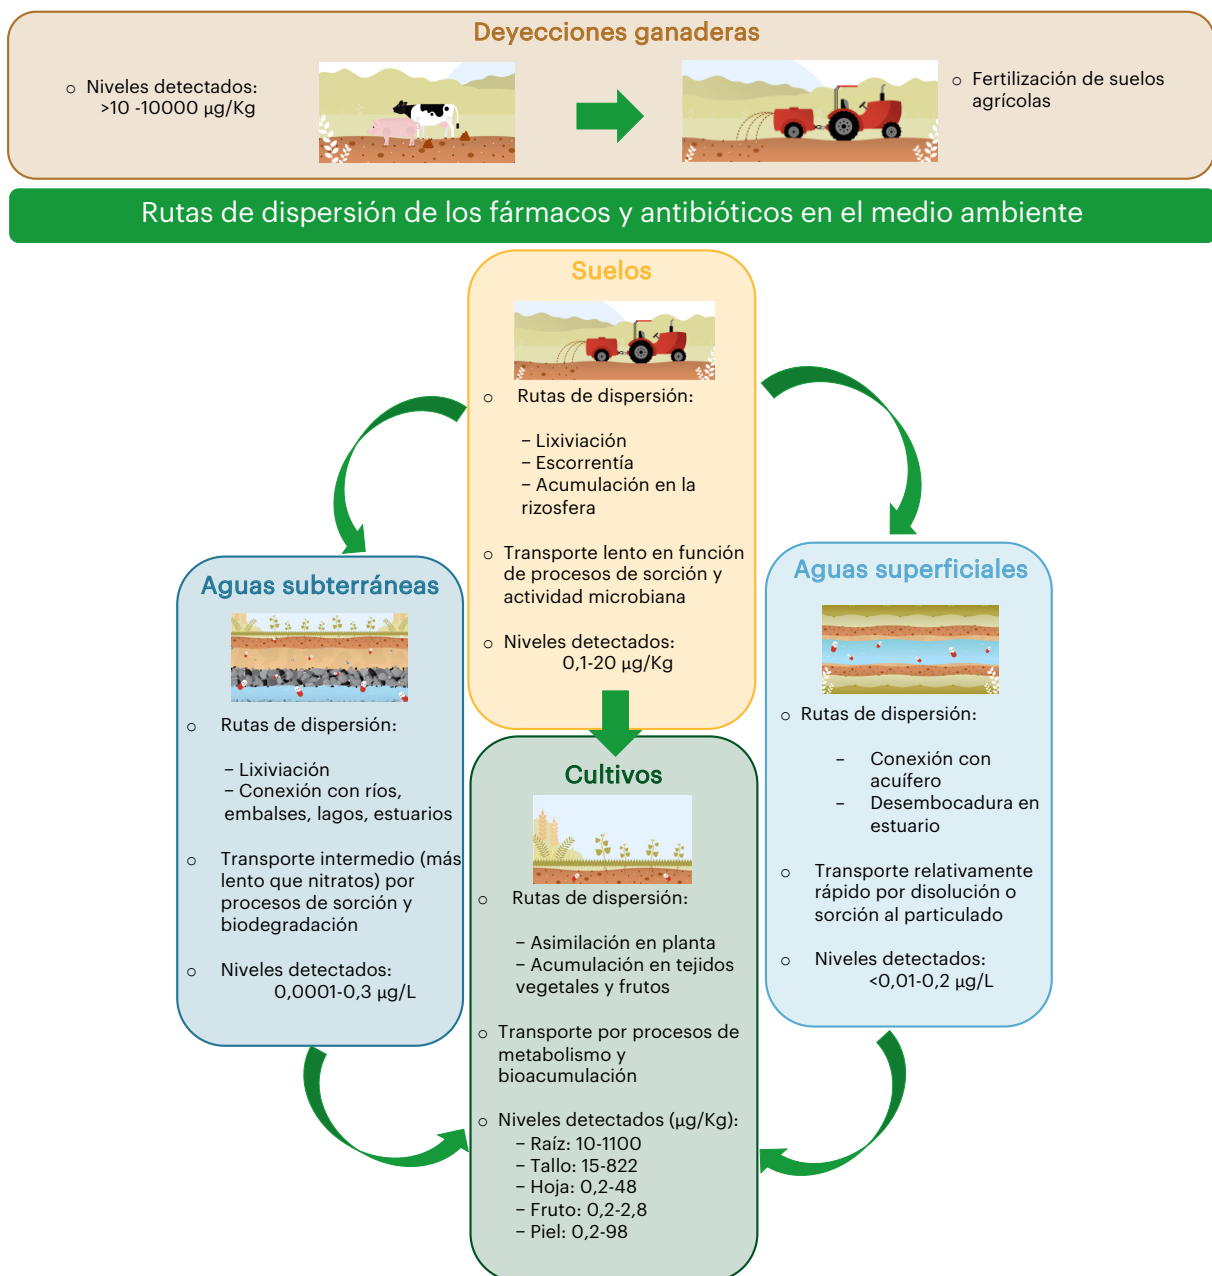 Deyecciones ganaderas
o Niveles detectados:
>10 -10000 µg/Kg
o Fertilización de suelos
agrícolas
Rutas de dispersión de los fármacos y antibióticos en el medio ambiente
Suelos
o Rutas de dispersión:
– Lixiviación
– Escorrentía
– Acumulación en la
rizosfera
o Transporte lento en función
de procesos de sorción y
actividad microbiana
o Niveles detectados:
0,1-20 µg/Kg
Aguas subterráneas
o Rutas de dispersión:
– Lixiviación
– Conexión con ríos,
embalses, lagos, estuarios
o Transporte intermedio (más
lento que nitratos) por
procesos de sorción y
biodegradación
o Niveles detectados:
0,0001-0,3 µg/L
Aguas superficiales
o Rutas de dispersión:
– Conexión con
acuífero
– Desembocadura en
estuario
o Transporte relativamente
rápido por disolución o
sorción al particulado
o Niveles detectados:
<0,01-0,2 µg/L
Cultivos
o Rutas de dispersión:
– Asimilación en planta
– Acumulación en tejidos
vegetales y frutos
o Transporte por procesos de
metabolismo y
bioacumulación
o Niveles detectados (µg/Kg):
– Raíz: 10-1100
– Tallo: 15-822
– Hoja: 0,2-48
– Fruto: 0,2-2,8
– Piel: 0,2-98